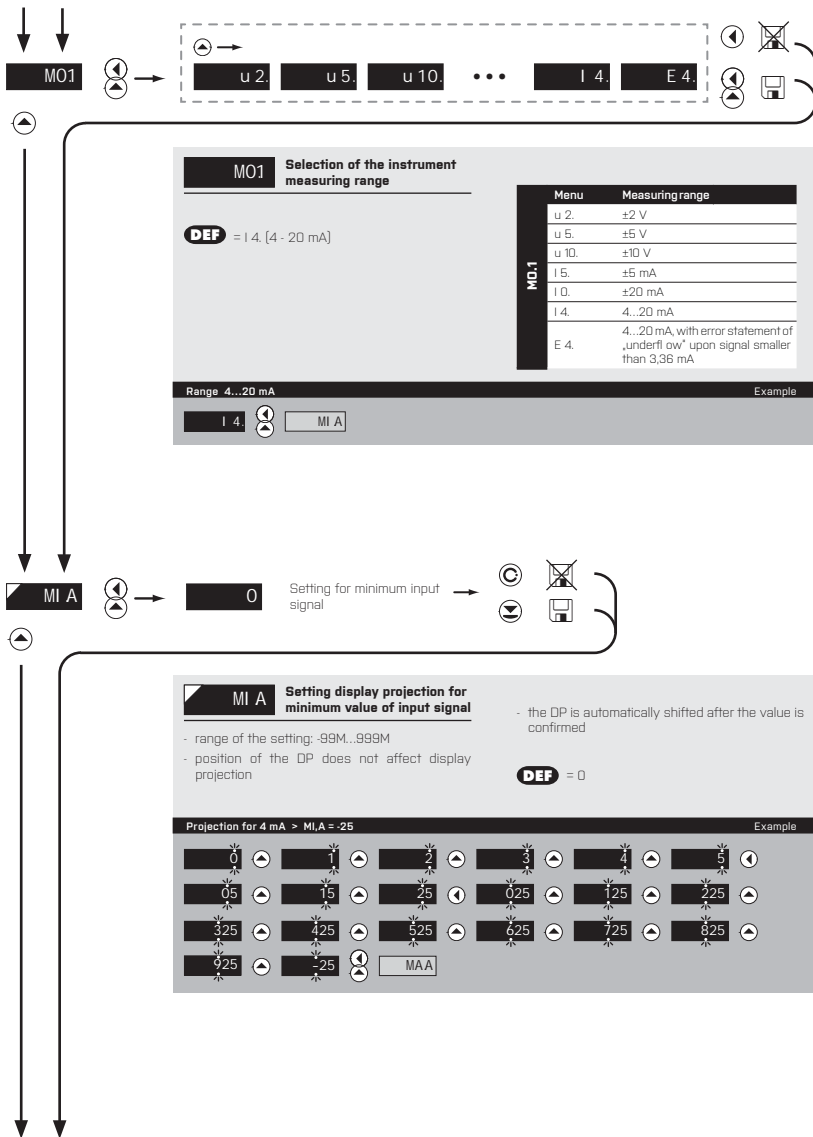 MO1
u 2.
u 5.
u 10.
•••
I 4.
E 4.
MO1
Selection of the instrument
measuring range
DEF = I 4. [4 - 20 mA]
MO.1
Menu Measuring range
u 2. ±2 V
u 5. ±5 V
u 10. ±10 V
I 5. ±5 mA
I 0. ±20 mA
I 4. 4...20 mA
E 4. 4...20 mA, with error statement of
„underfl ow" upon signal smaller
than 3,36 mA
Range 4...20 mA Example
I 4. MI A
MI A
0
Setting for minimum input
signal
C
MI A
Setting display projection for
minimum value of input signal
- range of the setting: -99M...999M
- position of the DP does not affect display
projection
- the DP is automatically shifted after the value is
confirmed
DEF = 0
Projection for 4 mA > MI,A = -25 Example
0 1 2 3 4 5
05 15 25 025 125 225
325 425 525 625 725 825
925 -25 MA A